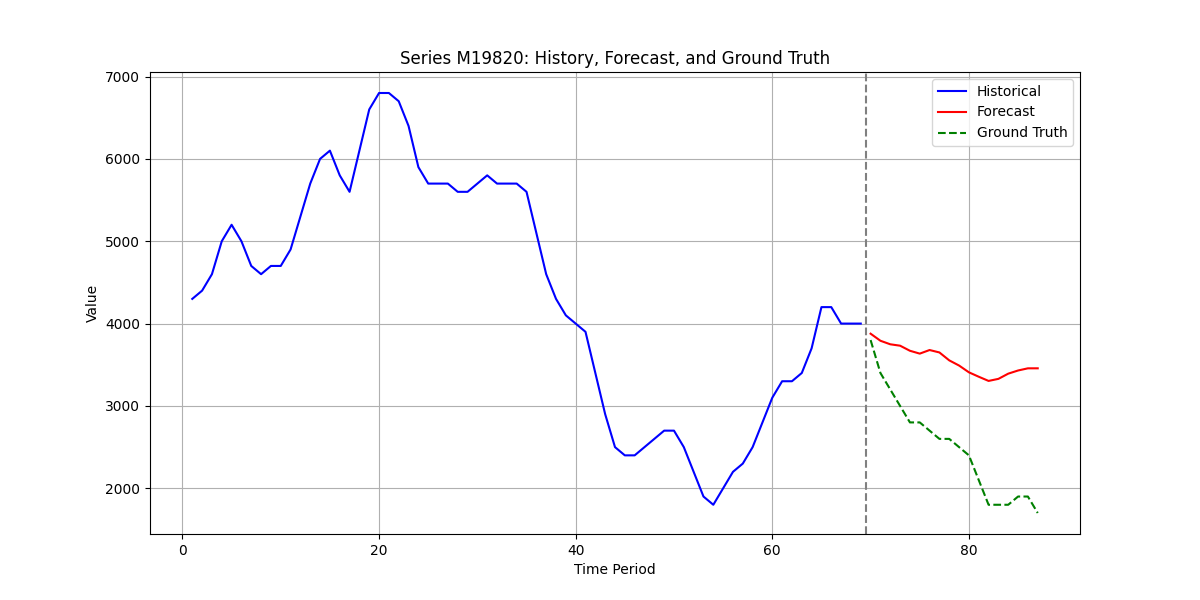 Series M19820: History, Forecast, and Ground Truth
7000
6000
5000
4000
3000
2000
Value
Historical
Forecast
Ground Truth
0
20
40
60
80
Time Period